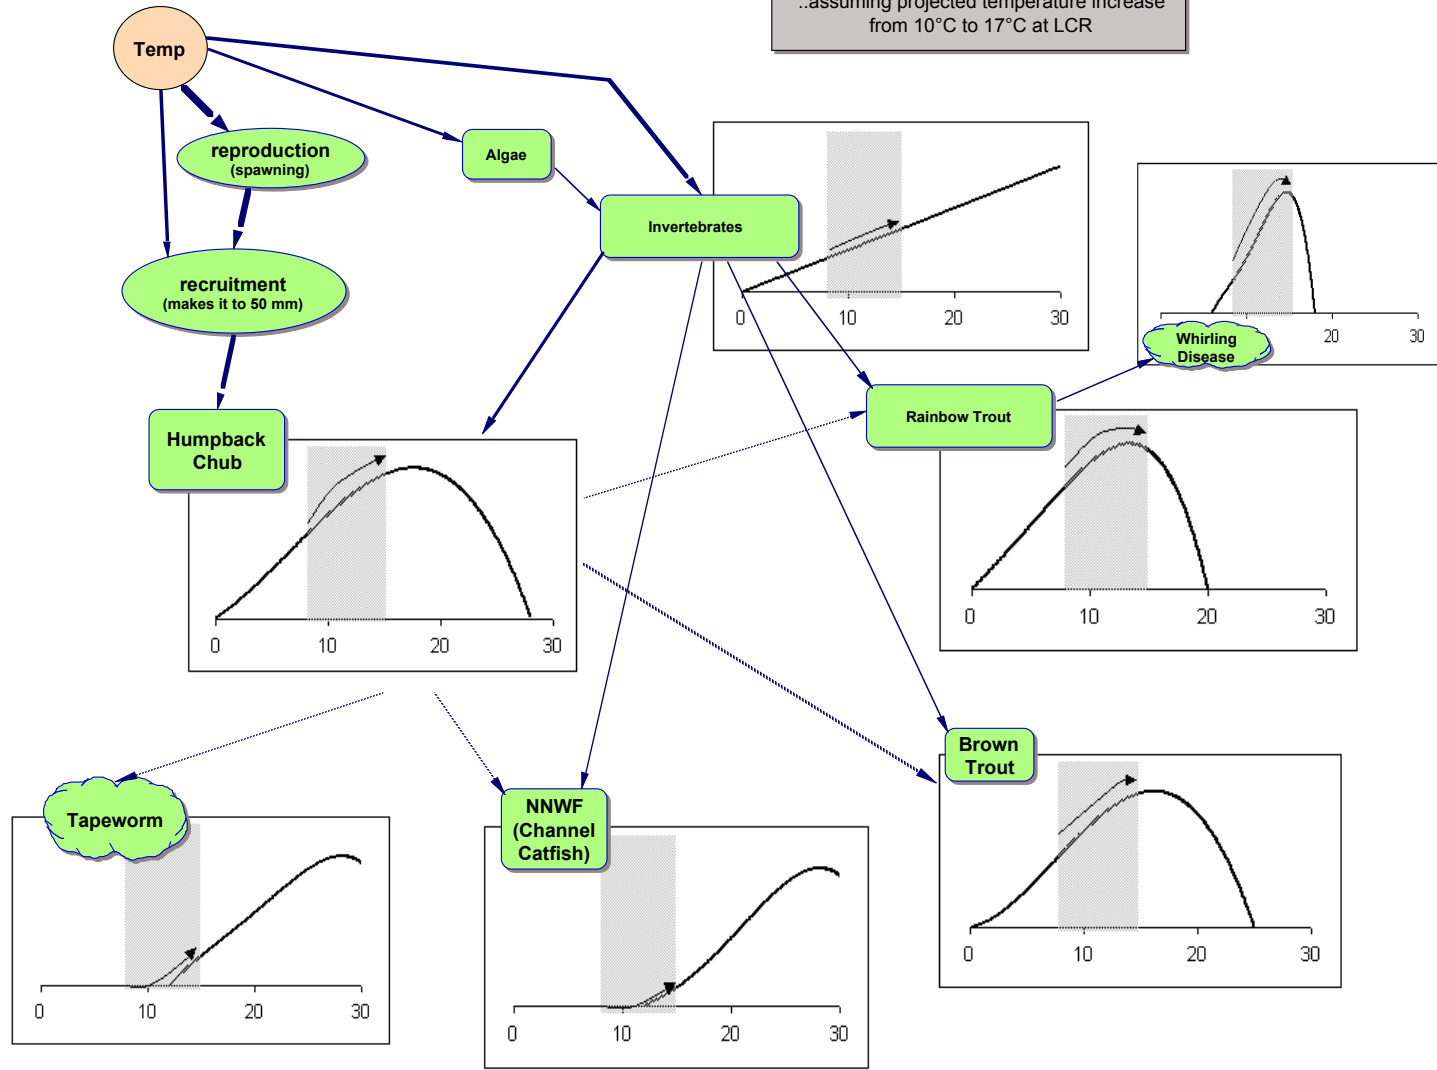 ..assuming projected temperature increase
from 10°C to 17°C at LCR
Temp
reproduction
(spawning)
Algae
Invertebrates
recruitment
(makes it to 50 mm)
0 10 20 30
20 30
Whirling
Disease
Rainbow Trout
Humpback
Chub
0 10 20 30
0 10 20 30
Brown
Trout
Tapeworm
NNWF
(Channel
Catfish)
0 10 20 30
0 10 20 30
0 10 20 30